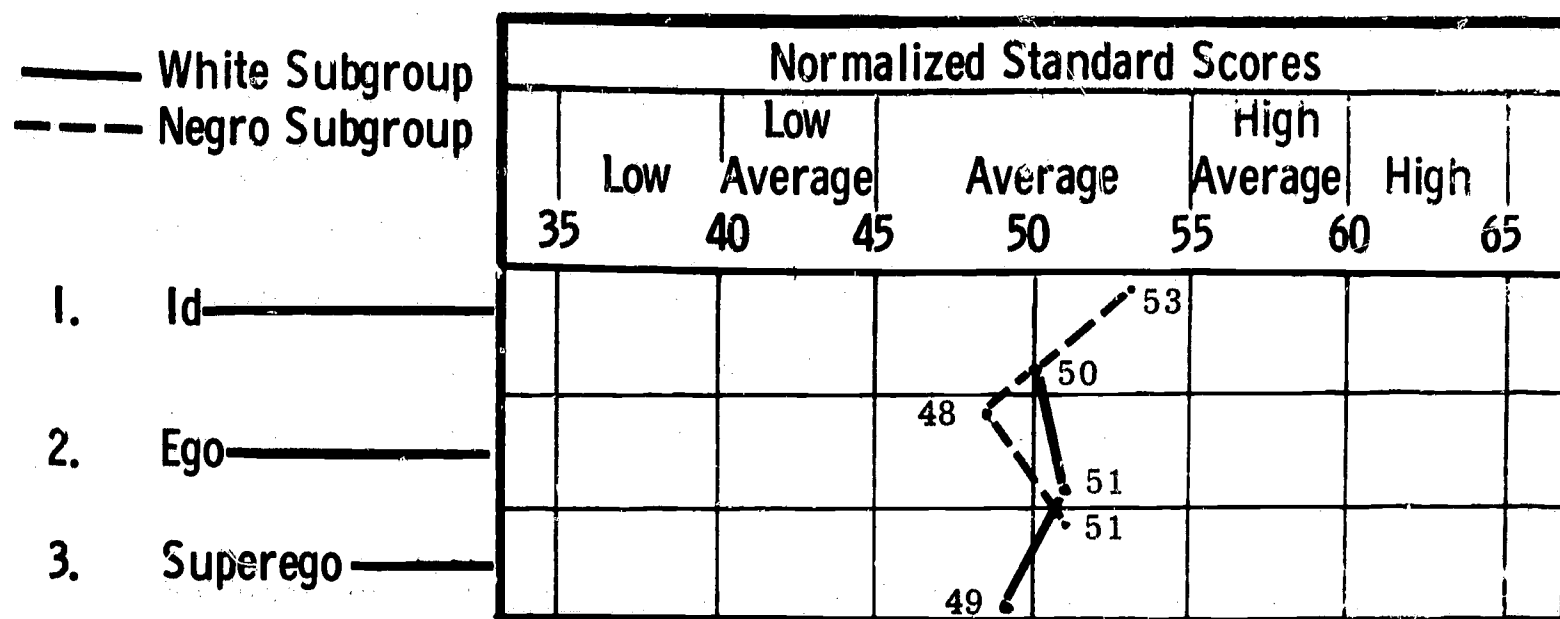 White Subgroup
Negro Subgroup
Normalized Standard Scores
Low
Low Average
Average
High Average
High
35 40 45 50 55 60 65
1. Id
53
50
2. Ego
48
51
3. Superego
51
49